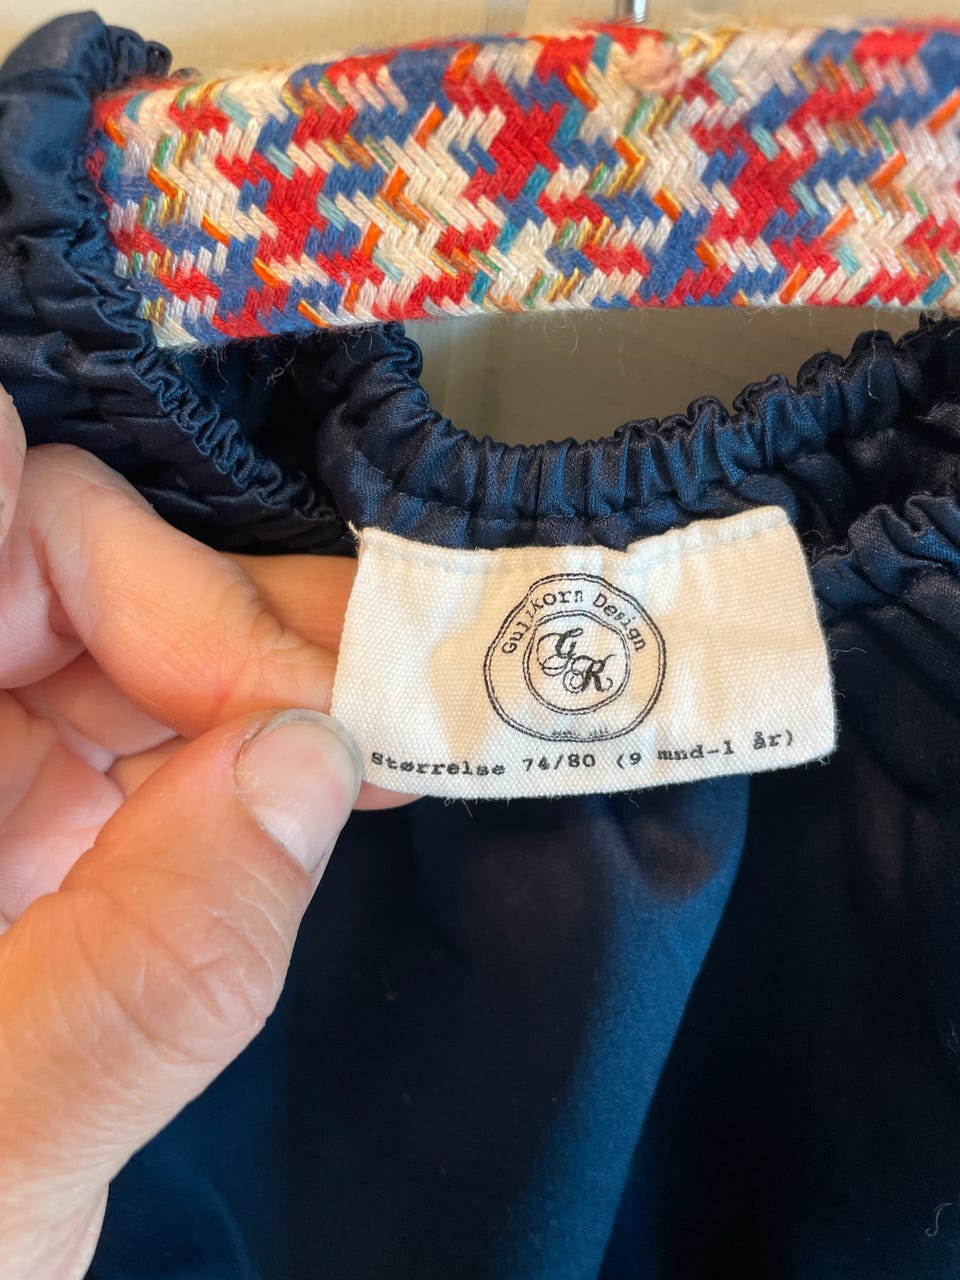 Gullkorn Design
GK
Størrelse 74/80 (9 mnd-1 år)